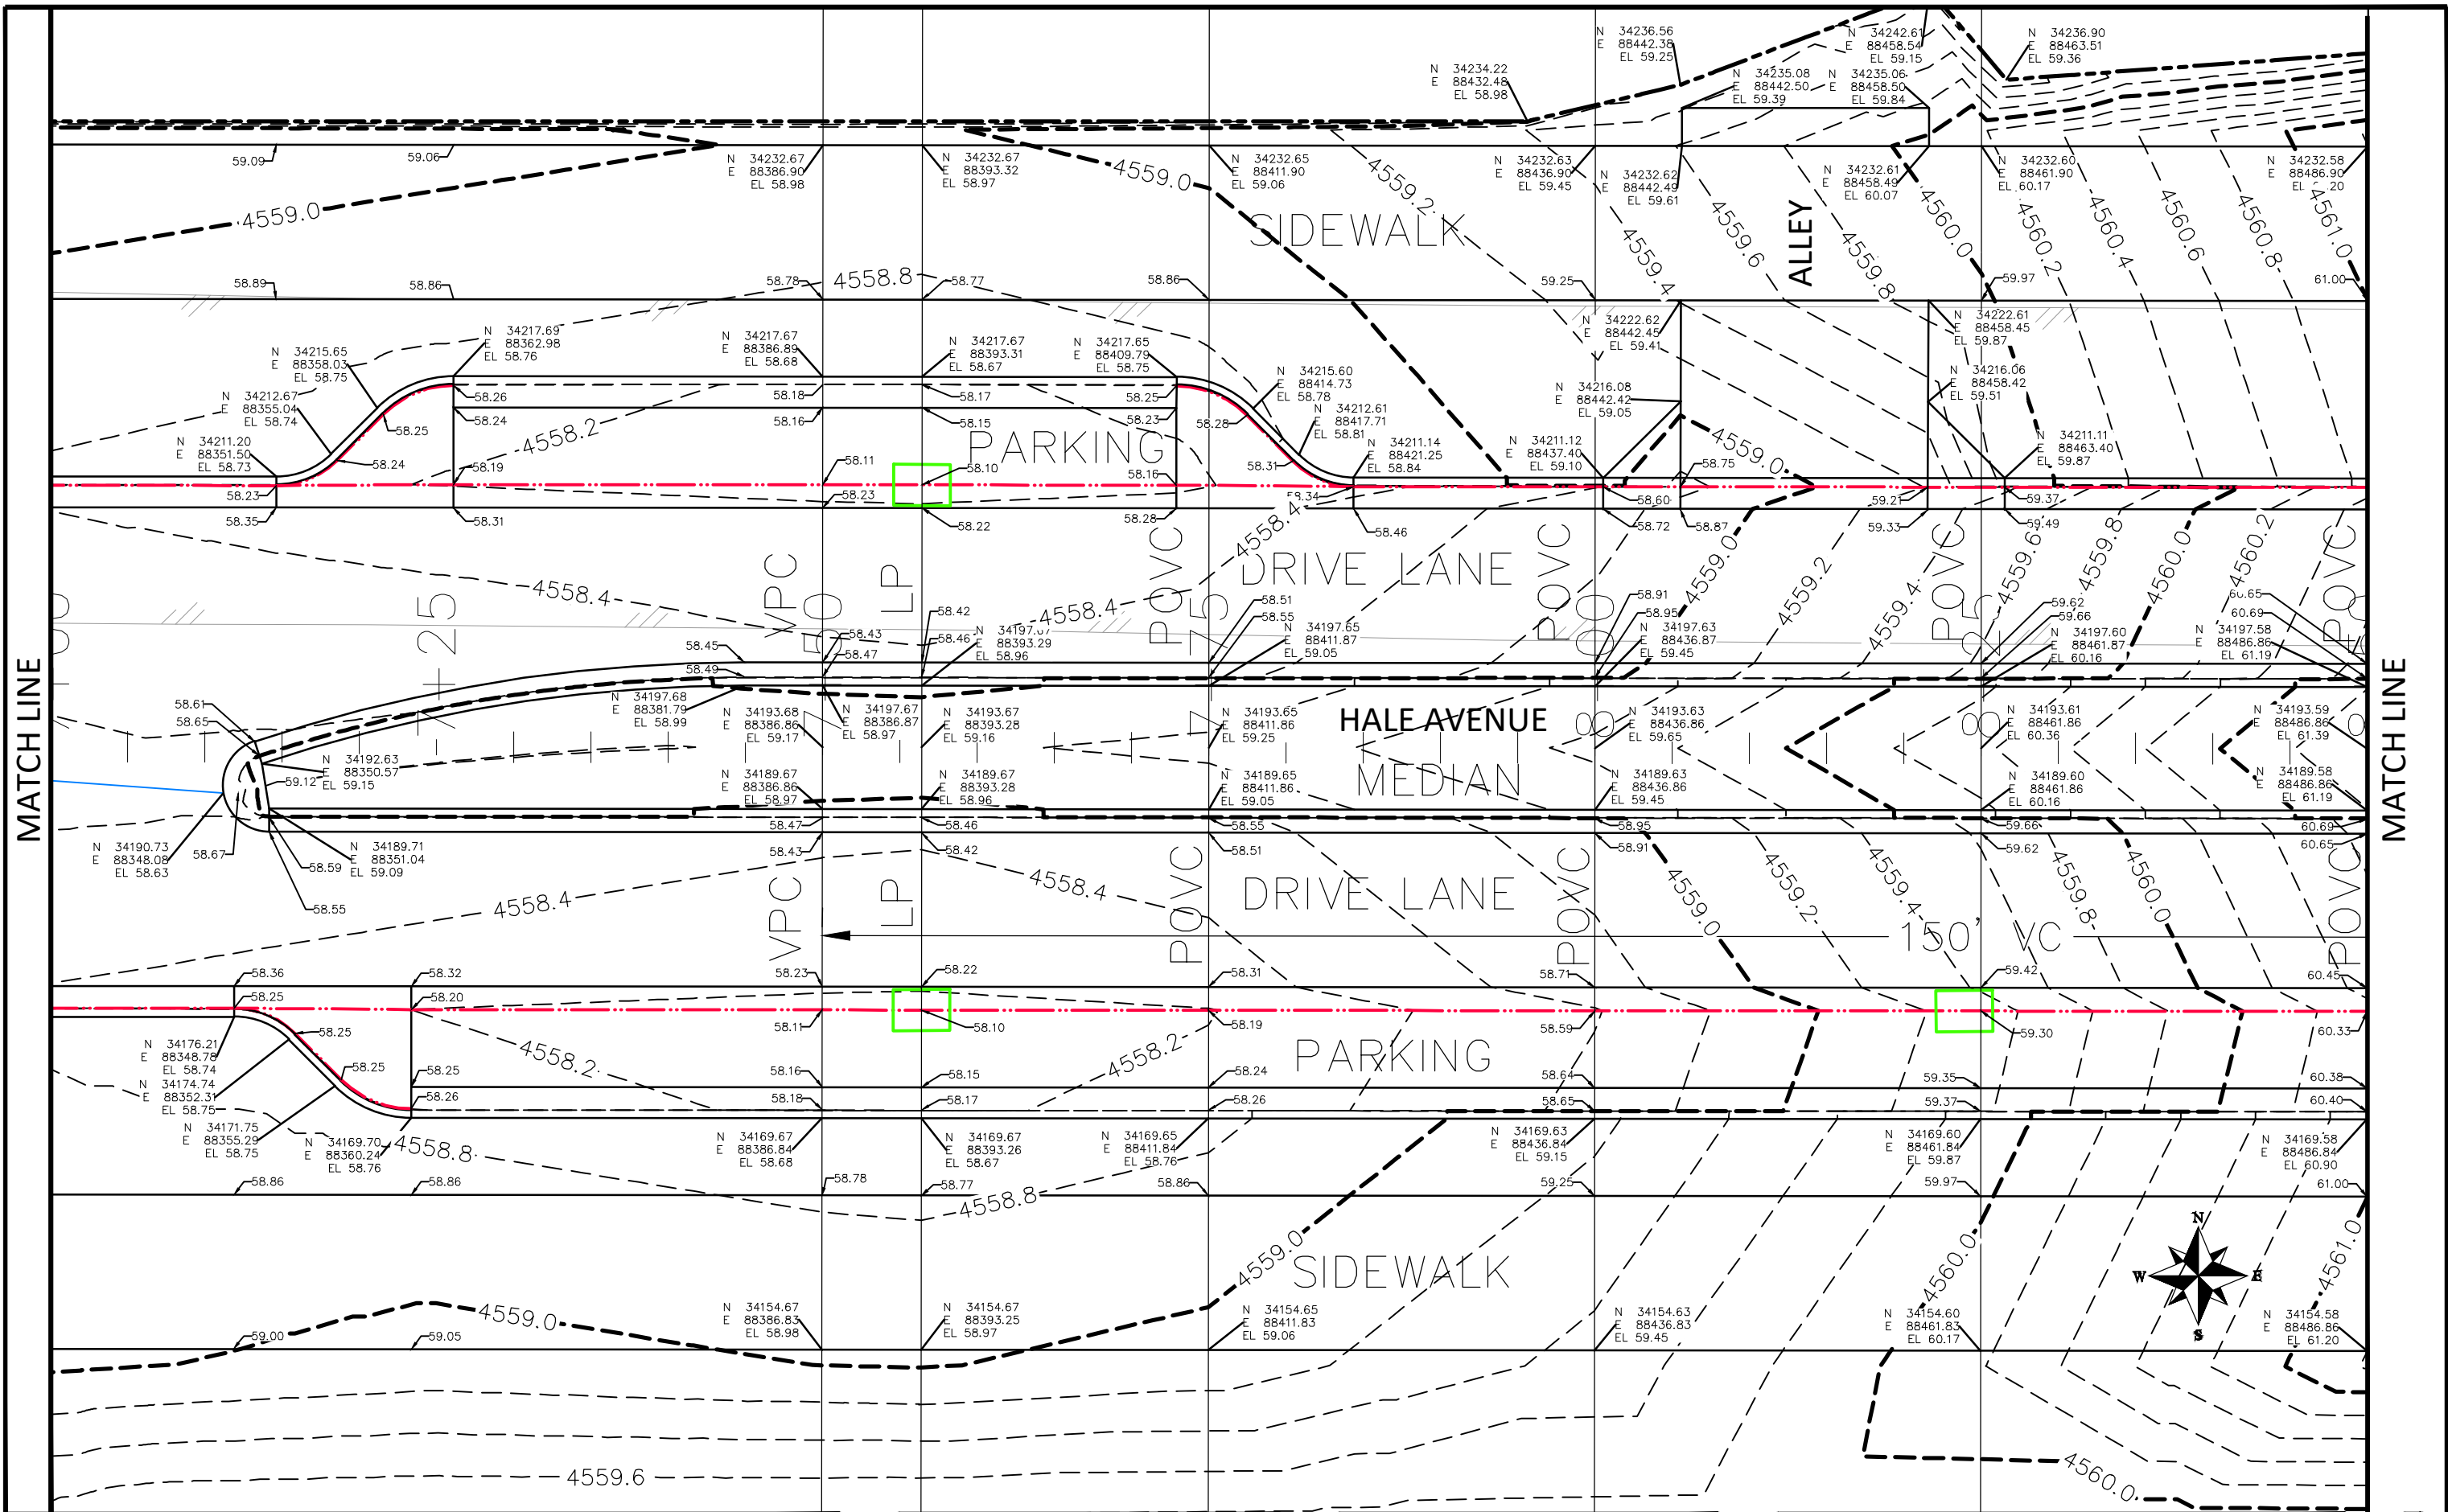 N 34236.56
E 88442.38
EL 59.25
N 34242.61
E 88458.54
EL 59.15
N 34236.90
E 88463.51
EL 59.36
N 34234.22
E 88432.48
EL 58.98
N 34235.08
E 88442.50
EL 59.39
N 34235.06
E 88458.50
EL 59.84
59.09
59.06
N 34232.67
E 88386.90
EL 58.98
N 34232.67
E 88393.32
EL 58.97
4559.0
N 34232.65
E 88411.90
EL 59.06
4559.2
N 34232.63
E 88436.90
EL 59.45
N 34232.62
E 88442.49
EL 59.61
N 34232.61
E 88458.49
EL 60.07
N 34232.60
E 88461.90
EL 60.17
N 34232.58
E 88486.90
4559.0
SIDEWALK
4559.4
4559.6
ALLEY
4559.8
4560.0
4560.2
4560.4
4560.6
4560.8
4561.0
58.89
58.86
58.78
4558.8
58.77
58.86
59.25
59.97
61.00
N 34217.69
E 88362.98
EL 58.76
N 34217.67
E 88386.89
EL 58.68
N 34217.67
E 88393.31
EL 58.67
N 34217.65
E 88409.79
EL 58.75
N 34222.62
E 88442.45
EL 59.41
N 34222.61
E 88458.45
EL 59.87
N 34215.65
E 88358.03
EL 58.75
N 34215.60
E 88414.73
EL 58.78
N 34216.08
E 88442.42
EL 59.05
N 34216.06
E 88458.42
EL 59.51
N 34212.67
E 88355.04
EL 58.74
58.26
58.18
58.17
58.25
N 34212.61
E 88417.71
EL 58.81
58.24
58.16
58.15
58.23
58.28
58.25
4558.2
PARKING
N 34211.20
E 88351.50
EL 58.73
58.24
58.19
58.11
58.10
58.16
58.31
N 34211.14
E 88421.25
EL 58.84
N 34211.12
E 88437.40
EL 59.10
58.75
4559.0
N 34211.11
E 88463.40
EL 59.87
58.23
58.23
58.34
58.60
59.21
59.37
58.35
58.31
58.22
58.28
58.46
58.72
58.87
59.33
59.49
4558.4
DRIVE LANE
4559.0
4559.2
4559.4
4559.6
4559.8
4560.0
4560.2
4558.4
4558.4
+ 25
VPC
LP
POVC
75
POVC
POVC
POVC
58.42
58.51
58.55
58.91
58.95
59.62
59.66
60.65
60.69
58.45
58.43
58.46
58.49
58.47
E 88393.29
EL 58.96
N 34197.65
E 88411.87
EL 59.05
N 34197.63
E 88436.87
EL 59.45
N 34197.60
E 88461.87
EL 60.16
N 34197.58
E 88486.86
EL 61.19
MATCH LINE
MATCH LINE
58.61
58.65
N 34197.68
E 88381.79
EL 58.99
N 34193.68
E 88386.86
EL 59.17
N 34197.67
E 88386.87
EL 58.97
N 34193.67
E 88393.28
EL 59.16
N 34193.65
E 88411.86
EL 59.25
HALE AVENUE
N 34193.63
E 88436.86
EL 59.65
N 34193.61
E 88461.86
EL 60.36
N 34193.59
E 88486.86
EL 61.39
59.12
N 34192.63
E 88350.57
EL 59.15
N 34189.67
E 88386.86
EL 58.97
N 34189.67
E 88393.28
EL 58.96
N 34189.65
E 88411.86
EL 59.05
MEDIAN
N 34189.63
E 88436.86
EL 59.45
N 34189.60
E 88461.86
EL 60.16
N 34189.58
E 88486.86
EL 61.19
58.47
58.46
58.55
58.95
59.66
60.69
N 34190.73
E 88348.08
EL 58.63
58.67
58.59
N 34189.71
E 88351.04
EL 59.09
58.43
58.42
58.51
58.91
59.62
60.65
58.55
4558.4
VPC
LP
4558.4
POVC
DRIVE LANE
POVC
4559.0
4559.2
4559.4
4559.8
4560.0
POVC
150' VC
58.36
58.32
58.23
58.22
58.31
58.71
59.42
60.45
58.25
58.20
58.11
58.10
58.19
58.59
59.30
60.33
58.25
4558.2
4558.2
PARKING
N 34176.21
E 88348.78
EL 58.74
58.25
58.25
58.16
58.15
58.24
58.64
59.35
60.38
N 34174.74
E 88352.31
EL 58.75
58.26
58.18
58.17
58.26
58.65
59.37
60.40
N 34171.75
E 88355.29
EL 58.75
N 34169.70
E 88360.24
EL 58.76
4558.8
N 34169.67
E 88386.84
EL 58.68
N 34169.67
E 88393.26
EL 58.67
N 34169.65
E 88411.84
EL 58.76
N 34169.63
E 88436.84
EL 59.15
N 34169.60
E 88461.84
EL 59.87
N 34169.58
E 88486.84
EL 60.90
58.86
58.86
58.78
58.77
58.86
59.25
59.97
61.00
4558.8
4559.0
SIDEWALK
4560.0
4561.0
N
W
E
S
4559.0
59.00
59.05
N 34154.67
E 88386.83
EL 58.98
N 34154.67
E 88393.25
EL 58.97
N 34154.65
E 88411.83
EL 59.06
N 34154.63
E 88436.83
EL 59.45
N 34154.60
E 88461.83
EL 60.17
N 34154.58
E 88486.86
EL 61.20
4559.6
4560.0